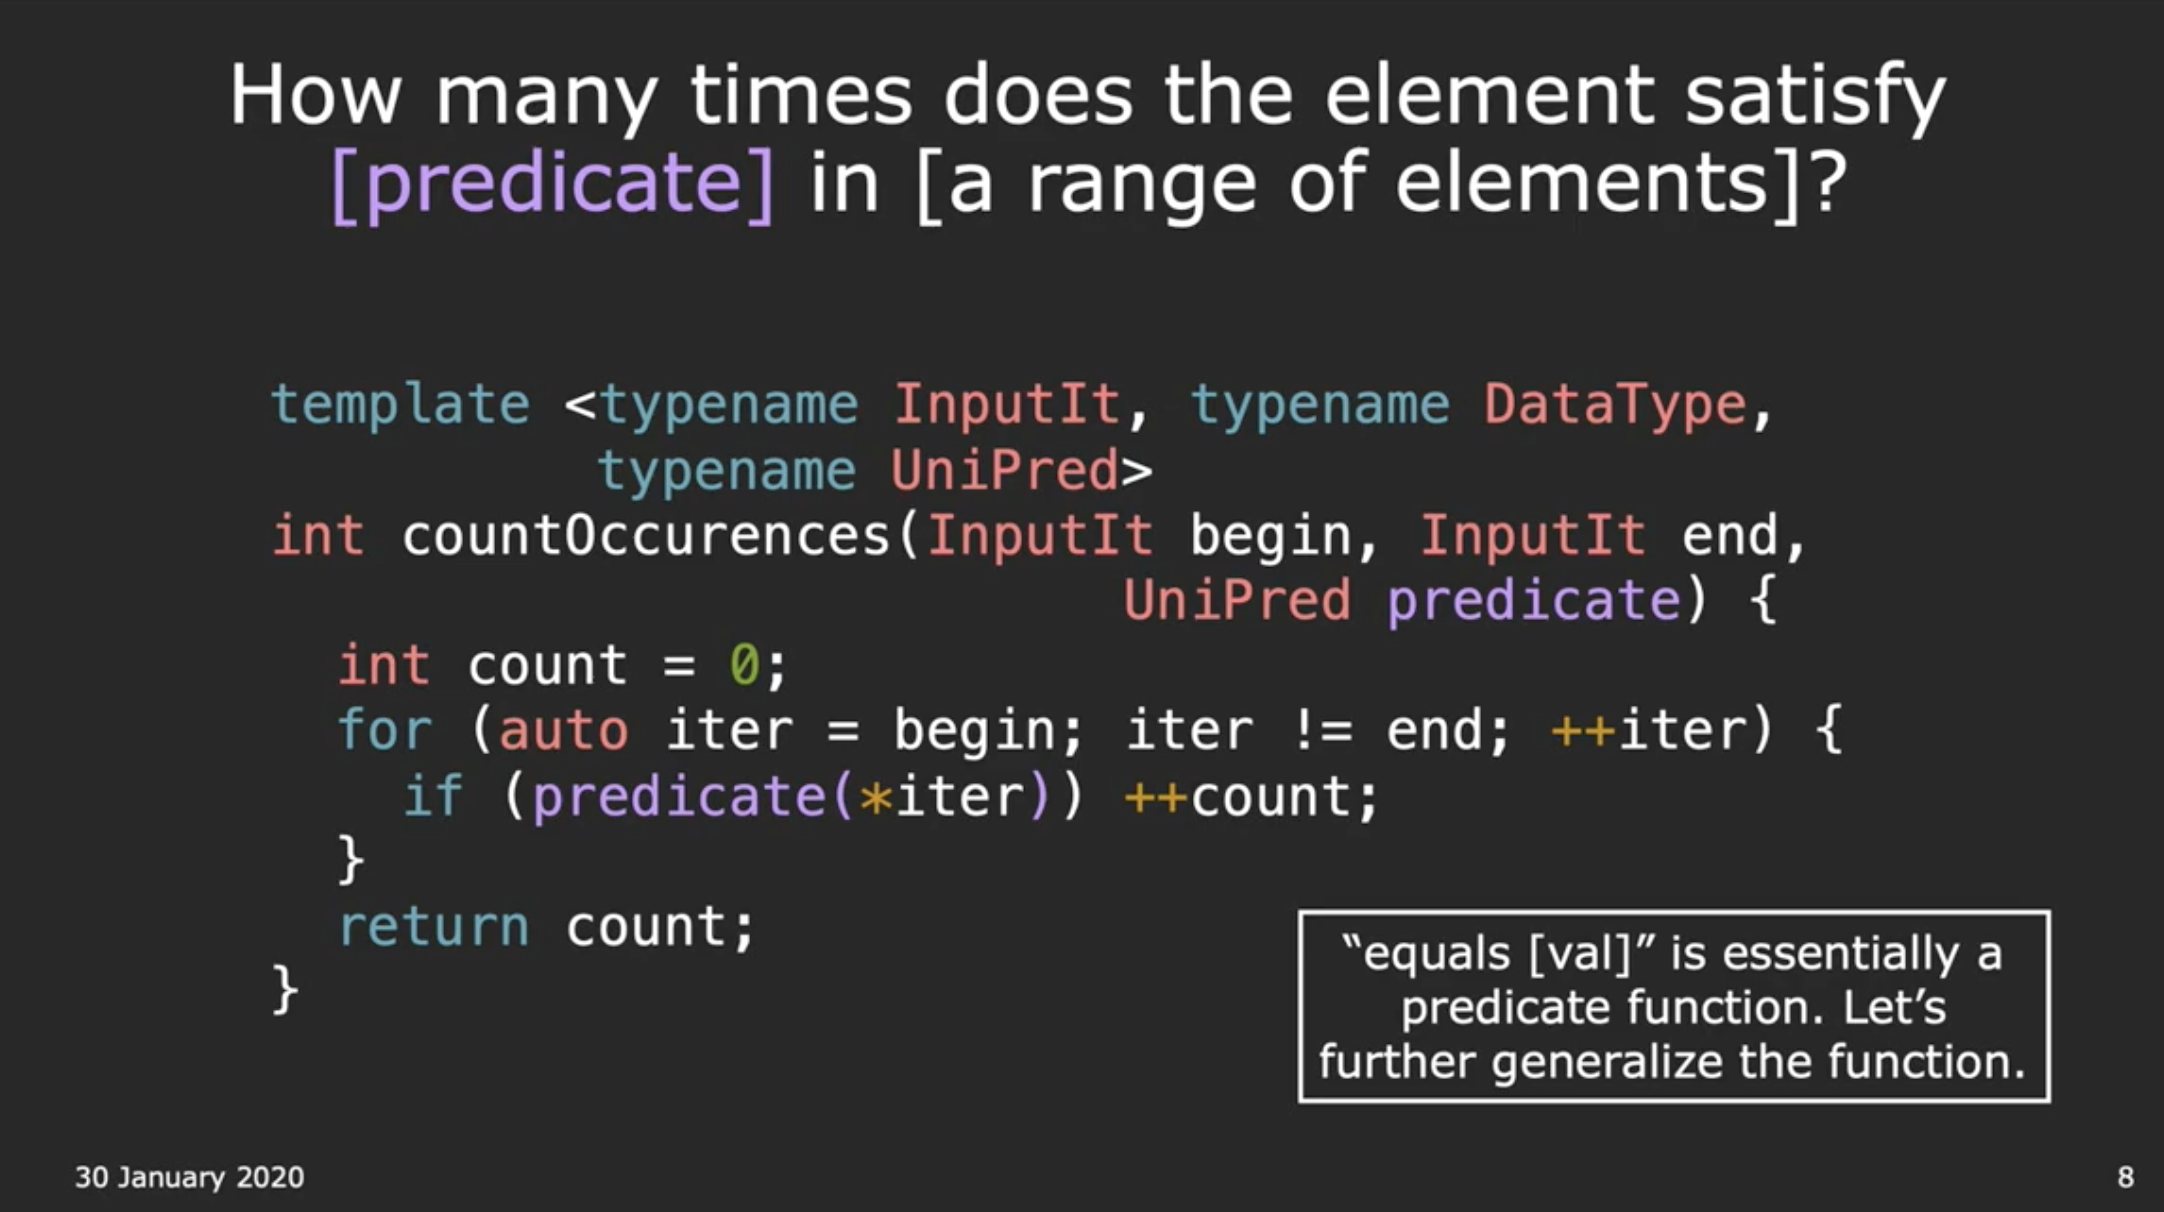 How many times does the element satisfy
[predicate] in [a range of elements]?
template <typename InputIt, typename DataType,
typename UniPred>
int countOccurences(InputIt begin, InputIt end,
UniPred predicate) {
int count = 0;
for (auto iter = begin; iter != end; ++iter) {
if (predicate(*iter)) ++count;
}
return count;
}
“equals [val]” is essentially a
predicate function. Let’s
further generalize the function.
30 January 2020
8